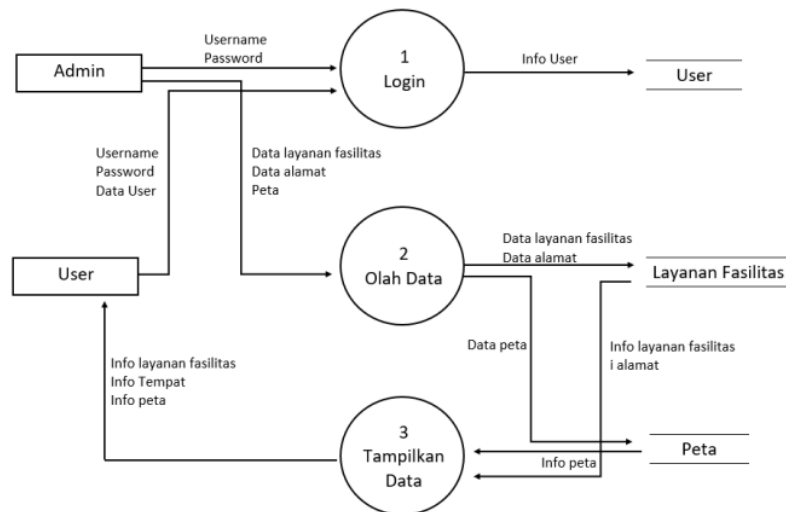 Username
Password
1
Login
Admin
Info User
User
Username
Password
Data User
Data layanan fasilitas
Data alamat
Peta
User
2
Olah Data
Data layanan fasilitas
Data alamat
Layanan Fasilitas
Data peta
Info layanan fasilitas
i alamat
Info layanan fasilitas
Info Tempat
Info peta
3
Tampilkan
Data
Info peta
Peta